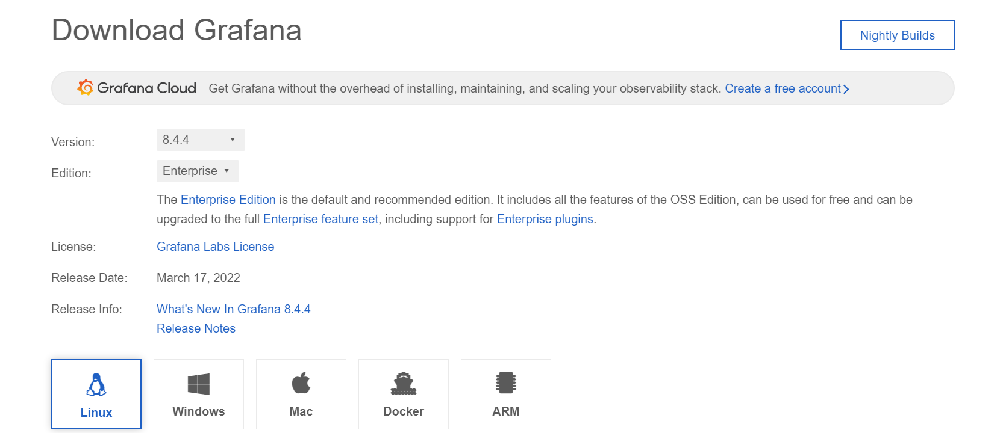 Download Grafana
Nightly Builds
Grafana Cloud Get Grafana without the overhead of installing, maintaining, and scaling your observability stack. Create a free account
Version: 8.4.4
Edition: Enterprise
The Enterprise Edition is the default and recommended edition. It includes all the features of the OSS Edition, can be used for free and can be
upgraded to the full Enterprise feature set, including support for Enterprise plugins.
License: Grafana Labs License
Release Date: March 17, 2022
Release Info: What's New In Grafana 8.4.4
Release Notes
Linux Windows Mac Docker ARM